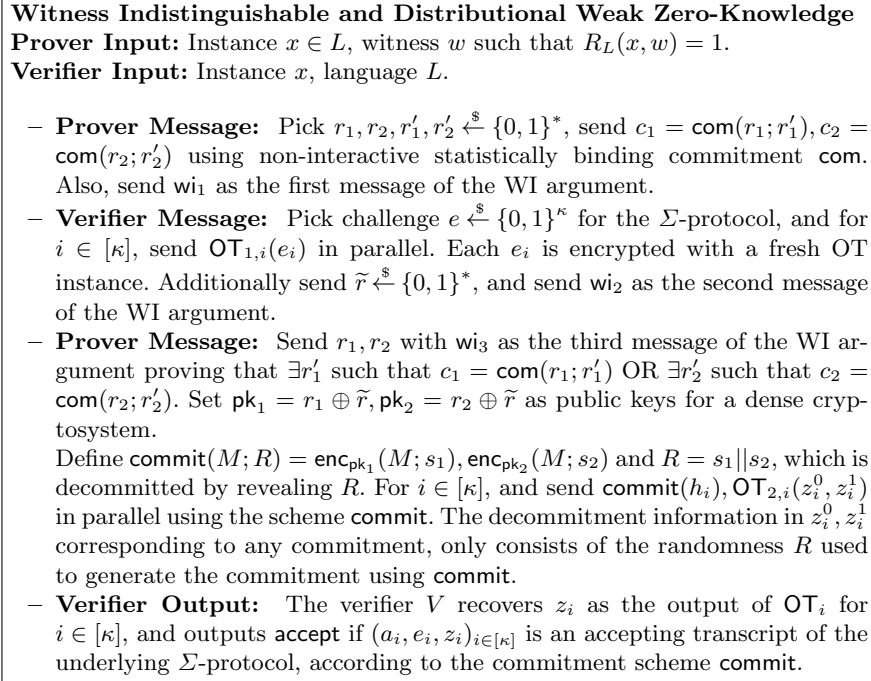 Witness Indistinguishable and Distributional Weak Zero-Knowledge
Prover Input: Instance x ∈ L, witness w such that R_L(x, w) = 1.
Verifier Input: Instance x, language L.
– Prover Message: Pick r_1, r_2, r'_1, r'_2 ←$ {0, 1}^*, send c_1 = com(r_1; r'_1), c_2 =
com(r_2; r'_2) using non-interactive statistically binding commitment com.
Also, send wi_1 as the first message of the WI argument.
– Verifier Message: Pick challenge e ←$ {0, 1}^κ for the Σ-protocol, and for
i ∈ [κ], send OT_{1,i}(e_i) in parallel. Each e_i is encrypted with a fresh OT
instance. Additionally send r̃ ←$ {0, 1}^*, and send wi_2 as the second message
of the WI argument.
– Prover Message: Send r_1, r_2 with wi_3 as the third message of the WI ar-
gument proving that ∃r'_1 such that c_1 = com(r_1; r'_1) OR ∃r'_2 such that c_2 =
com(r_2; r'_2). Set pk_1 = r_1 ⊕ r̃, pk_2 = r_2 ⊕ r̃ as public keys for a dense cryp-
tosystem.
Define commit(M; R) = enc_{pk_1}(M; s_1), enc_{pk_2}(M; s_2) and R = s_1||s_2, which is
decommitted by revealing R. For i ∈ [κ], and send commit(h_i), OT_{2,i}(z_i^0, z_i^1)
in parallel using the scheme commit. The decommitment information in z_i^0, z_i^1
corresponding to any commitment, only consists of the randomness R used
to generate the commitment using commit.
– Verifier Output: The verifier V recovers z_i as the output of OT_i for
i ∈ [κ], and outputs accept if (a_i, e_i, z_i)_{i∈[κ]} is an accepting transcript of the
underlying Σ-protocol, according to the commitment scheme commit.